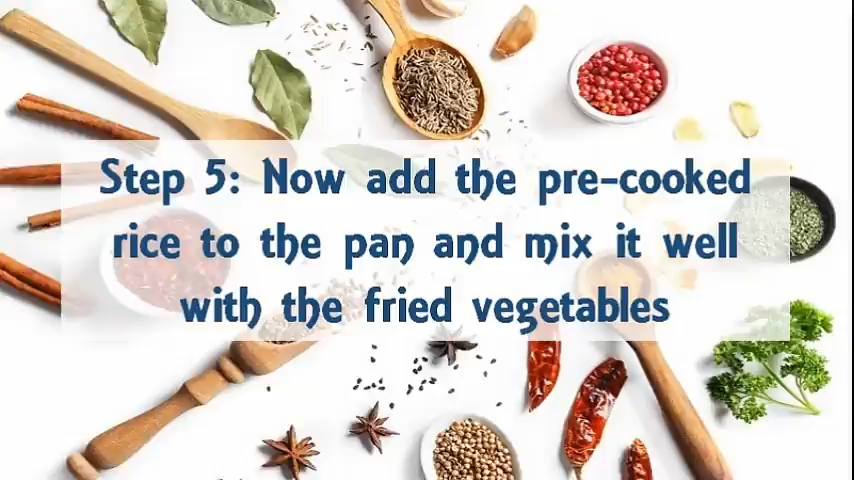 Step 5: Now add the pre-cooked
rice to the pan and mix it well
with the fried vegetables